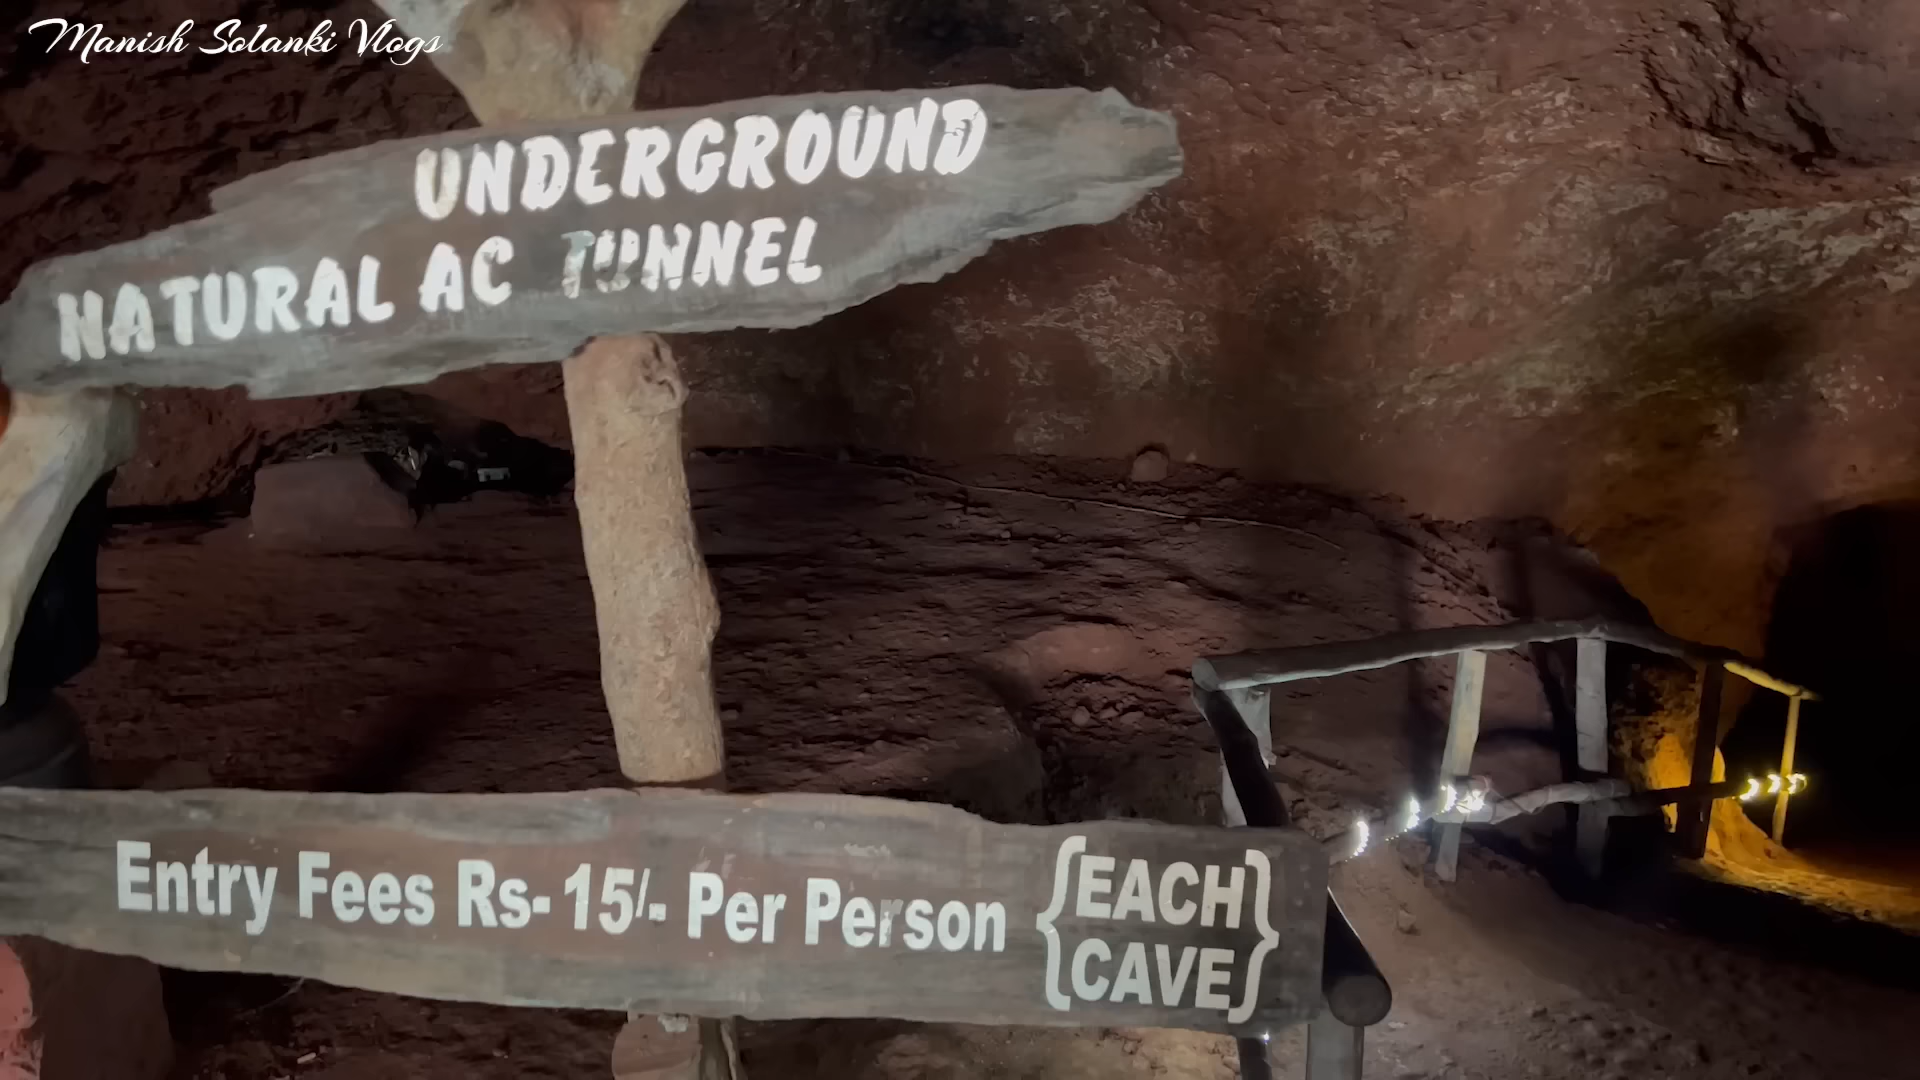 Manish Solanki Vlogs
UNDERGROUND
NATURAL AC TUNNEL
Entry Fees Rs- 15/- Per Person {EACH
CAVE}